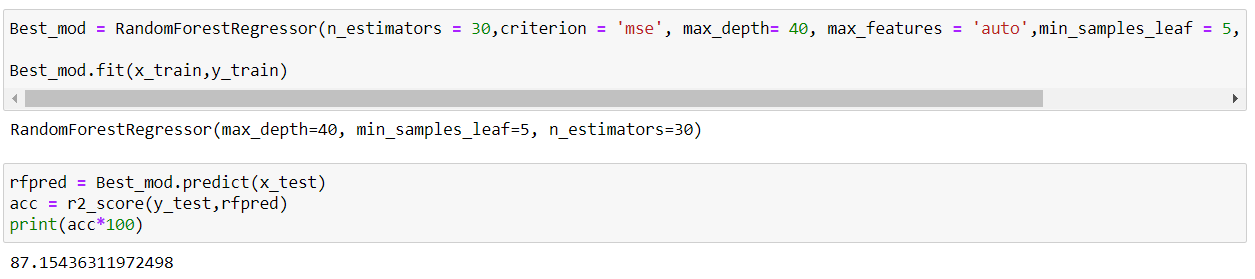 Best_mod = RandomForestRegressor(n_estimators = 30,criterion = 'mse', max_depth= 40, max_features = 'auto',min_samples_leaf = 5,
Best_mod.fit(x_train,y_train)
RandomForestRegressor(max_depth=40, min_samples_leaf=5, n_estimators=30)
rfpred = Best_mod.predict(x_test)
acc = r2_score(y_test,rfpred)
print(acc*100)
87.15436311972498